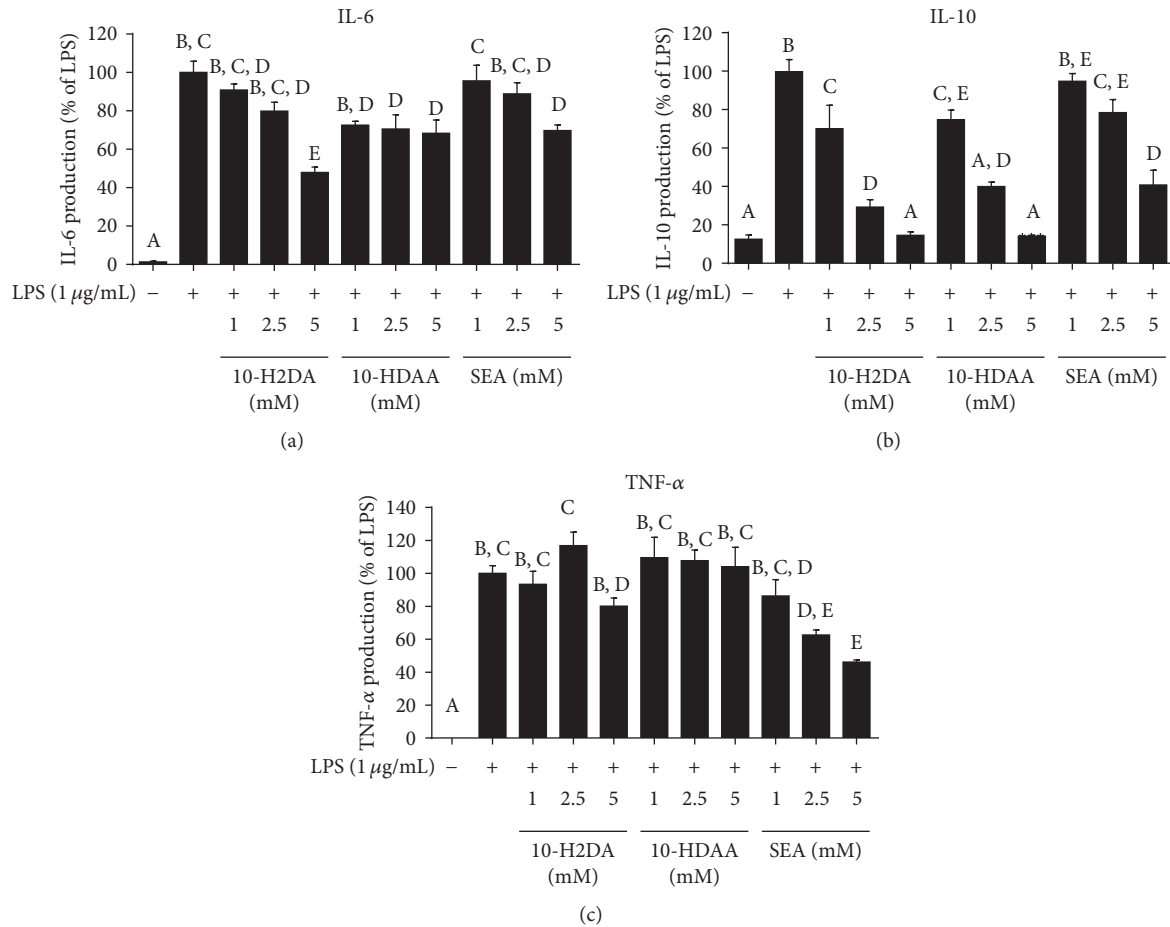 IL-6
IL-6 production (% of LPS)
120
100
80
60
40
20
0
A
B, C
B, C, D
B, C, D
E
B, D
D
D
C
B, C, D
D
LPS (1 μg/mL) − + + + + + + + + + +
1 2.5 5 1 2.5 5 1 2.5 5
10-H2DA 10-HDAA SEA (mM)
(mM) (mM)
(a)
IL-10
IL-10 production (% of LPS)
120
100
80
60
40
20
0
A
B
C
D
A
C, E
A, D
A
B, E
C, E
D
LPS (1 μg/mL) − + + + + + + + + + +
1 2.5 5 1 2.5 5 1 2.5 5
10-H2DA 10-HDAA SEA (mM)
(mM) (mM)
(b)
TNF-α
TNF-α production (% of LPS)
140
120
100
80
60
40
20
0
A
B, C
B, C
C
B, D
B, C
B, C
B, C
B, C, D
D, E
E
LPS (1 μg/mL) − + + + + + + + + + +
1 2.5 5 1 2.5 5 1 2.5 5
10-H2DA 10-HDAA SEA (mM)
(mM) (mM)
(c)